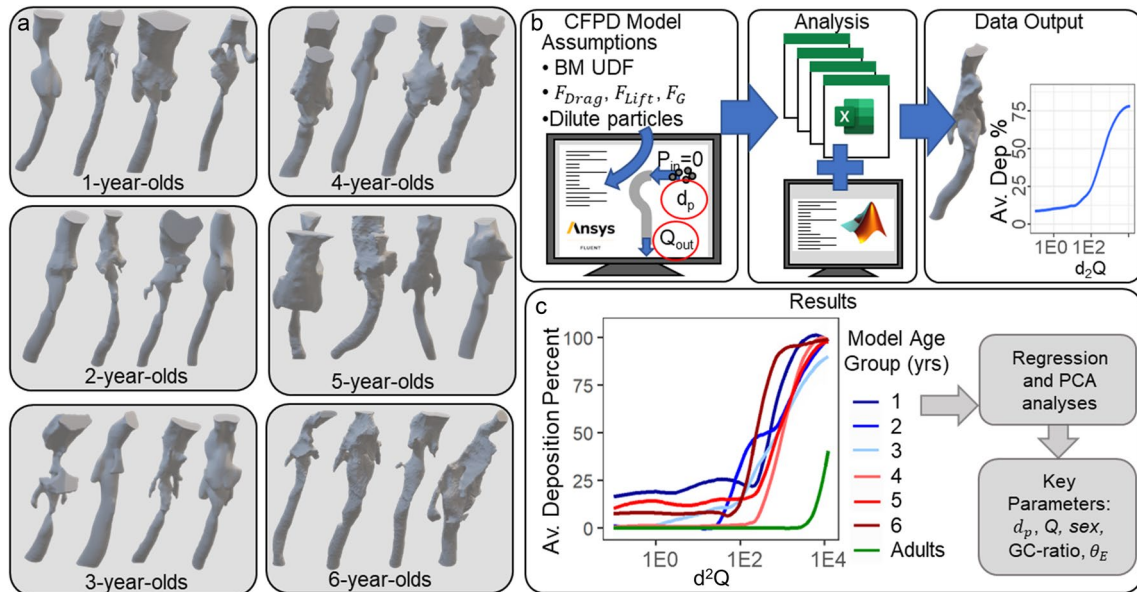 a
1-year-olds
4-year-olds
2-year-olds
5-year-olds
3-year-olds
6-year-olds
b
CFPD Model
Assumptions
• BM UDF
• F_Drag, F_Lift, F_G
•Dilute particles
P_in=0
d_p
Q_out
Ansys
FLUENT
Analysis
X
Data Output
Av. Dep %
75
50
25
0
1E0
1E2
d₂Q
Results
c
Av. Deposition Percent
100
75
50
25
0
1E0
1E2
1E4
d²Q
Model Age
Group (yrs)
1
2
3
4
5
6
Adults
Regression
and PCA
analyses
Key
Parameters:
d_p, Q, sex,
GC-ratio, θ_E